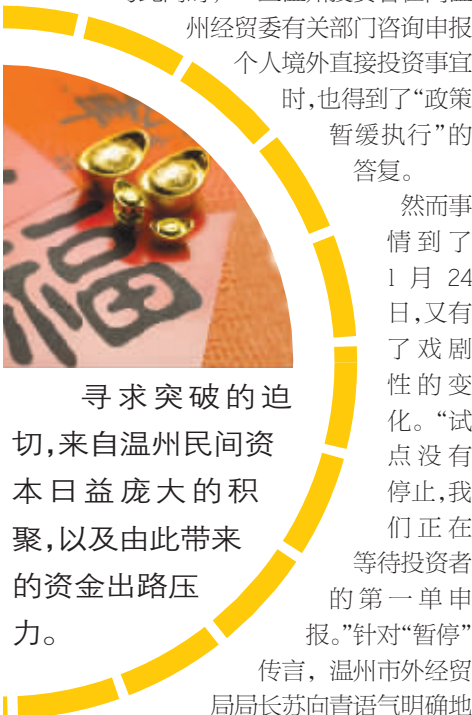 州经贸委有关部门咨询申报
个人境外直接投资事宜
时，也得到了“政策
暂缓执行”的
答复。
然而事
情到了
1月24
日，又有
了戏剧
性的变
化。“试
点没有
停止，我
们正在
等待投资者
的第一单申
报。”针对“暂停”
传言，温州市外经贸
局局长苏向青语气明确地
福
寻求突破的迫
切，来自温州民间资
本日益庞大的积
聚，以及由此带来
的资金出路压
力。